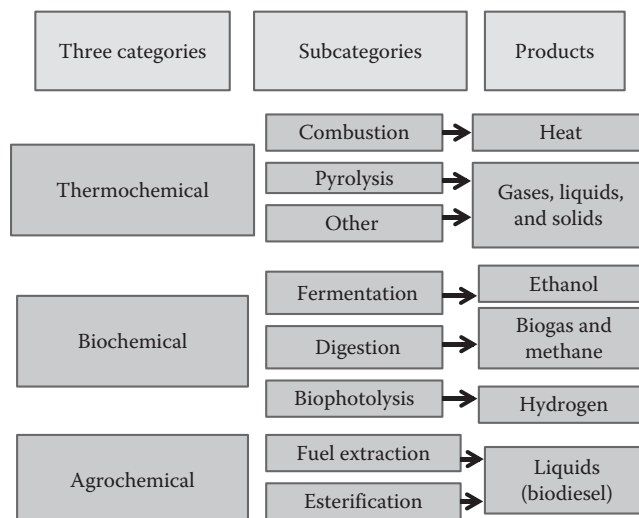 Three categories
Subcategories
Products
Thermochemical
Combustion
Heat
Pyrolysis
Other
Gases, liquids,
and solids
Biochemical
Fermentation
Ethanol
Digestion
Biogas and
methane
Biophotolysis
Hydrogen
Agrochemical
Fuel extraction
Esterification
Liquids
(biodiesel)